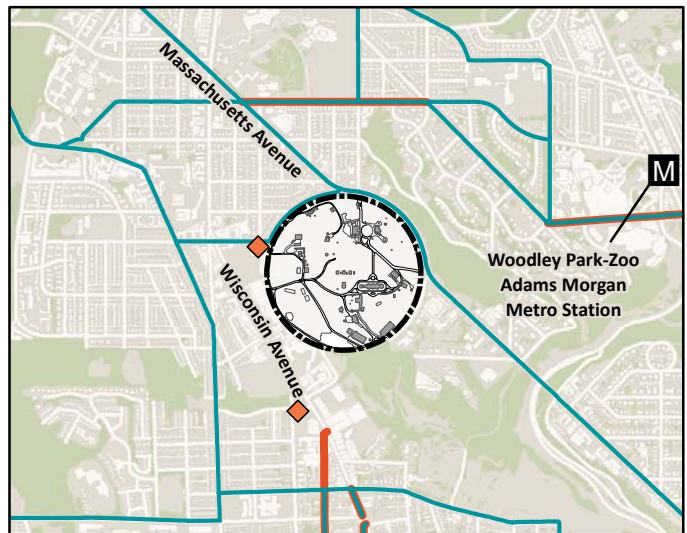 Massachusetts Avenue
M
Woodley Park-Zoo
Adams Morgan
Metro Station
Wisconsin Avenue